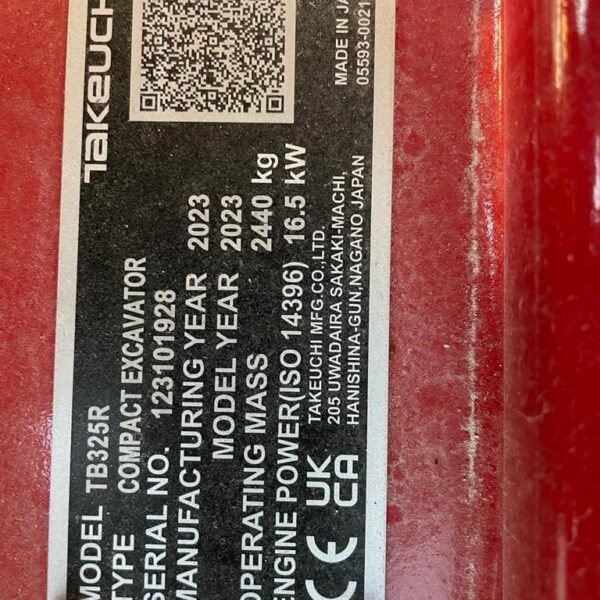 TAKEUCH
MODEL TB325R
TYPE COMPACT EXCAVATOR
SERIAL NO. 123101928
MANUFACTURING YEAR 2023
MODEL YEAR 2023
OPERATING MASS 2440 kg
ENGINE POWER(ISO 14396) 16.5 kW
TAKEUCHI MFG.CO.,LTD.
205 UWADAIRA SAKAKI-MACHI,
HANISHINA-GUN,NAGANO JAPAN
CE UK
CA
MADE IN JA
05593-0021